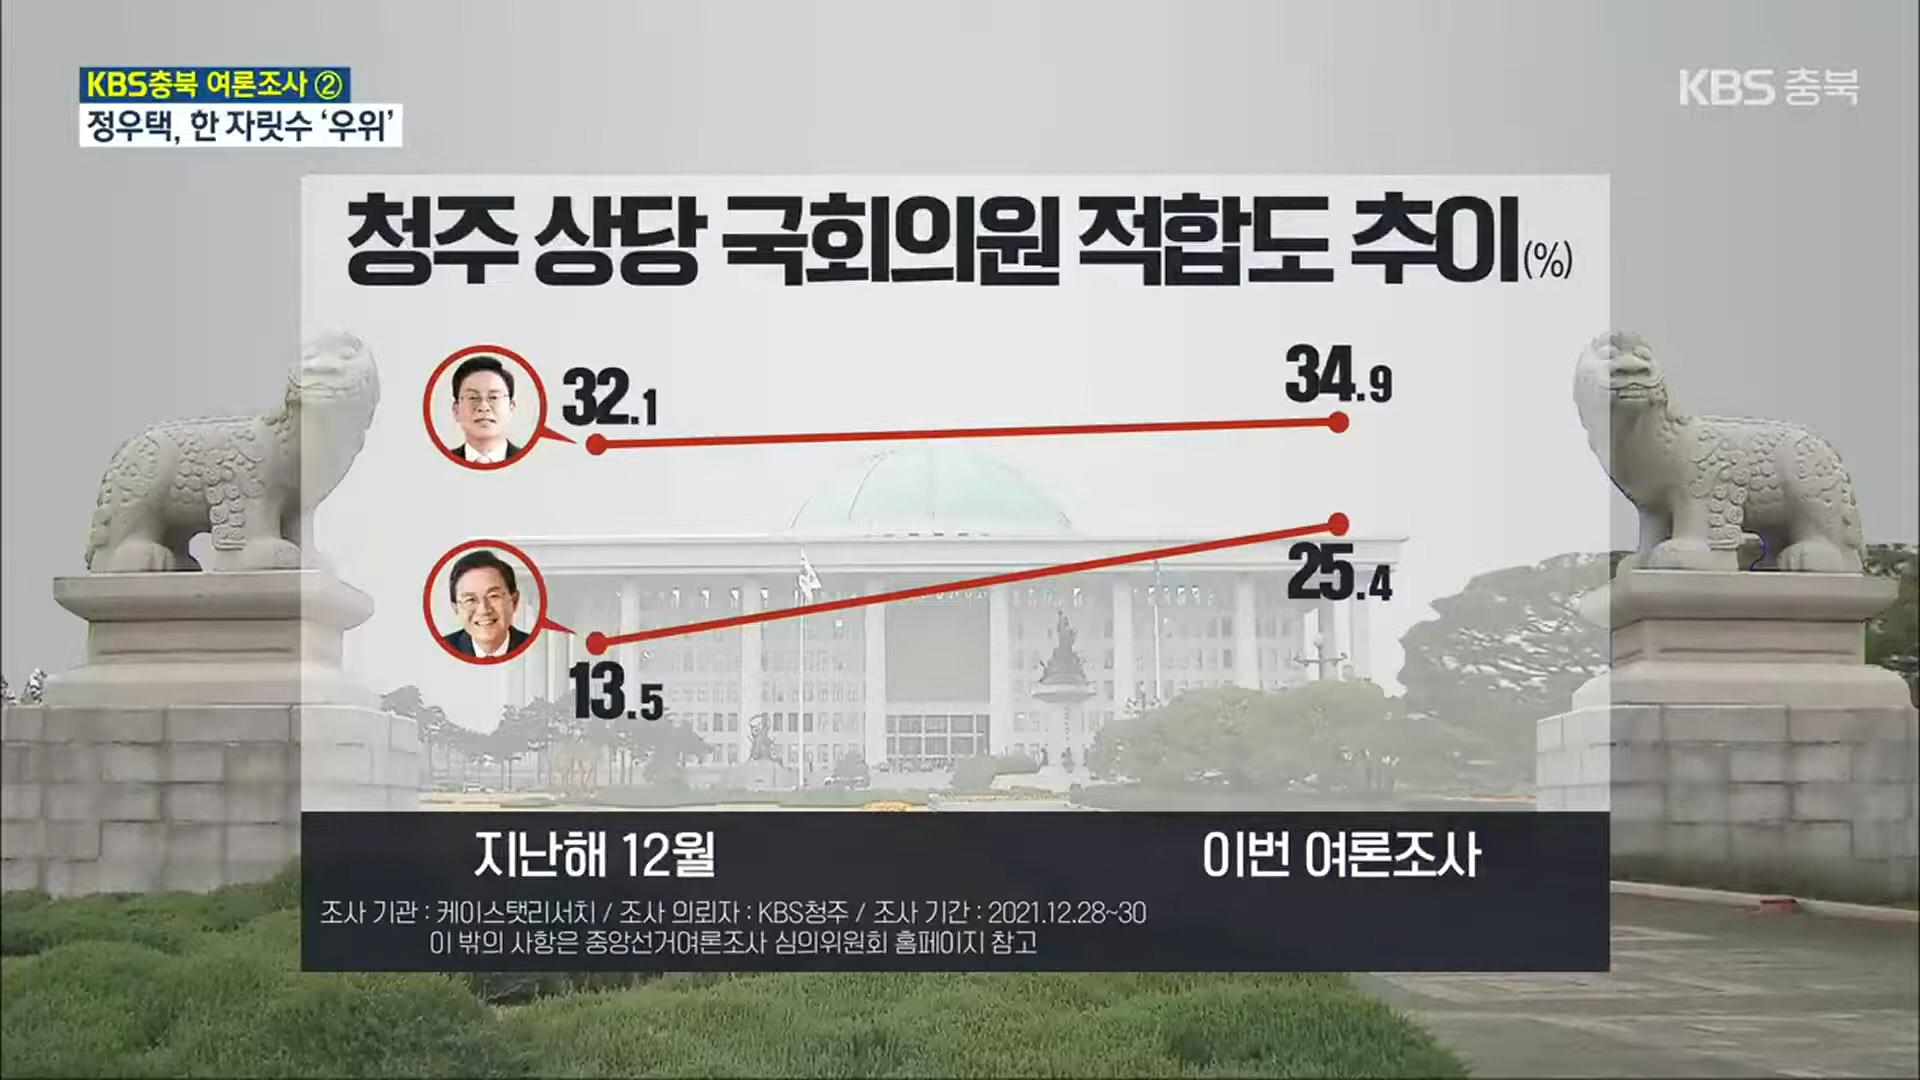 KBS충북 여론조사 ②
정우택, 한 자릿수 ‘우위’
KBS 충북
청주 상당 국회의원 적합도 추이(%)
32.1
34.9
13.5
25.4
지난해 12월
이번 여론조사
조사 기관 : 케이스탯리서치 / 조사 의뢰자 : KBS청주 / 조사 기간 : 2021.12.28~30
이 밖의 사항은 중앙선거여론조사 심의위원회 홈페이지 참고